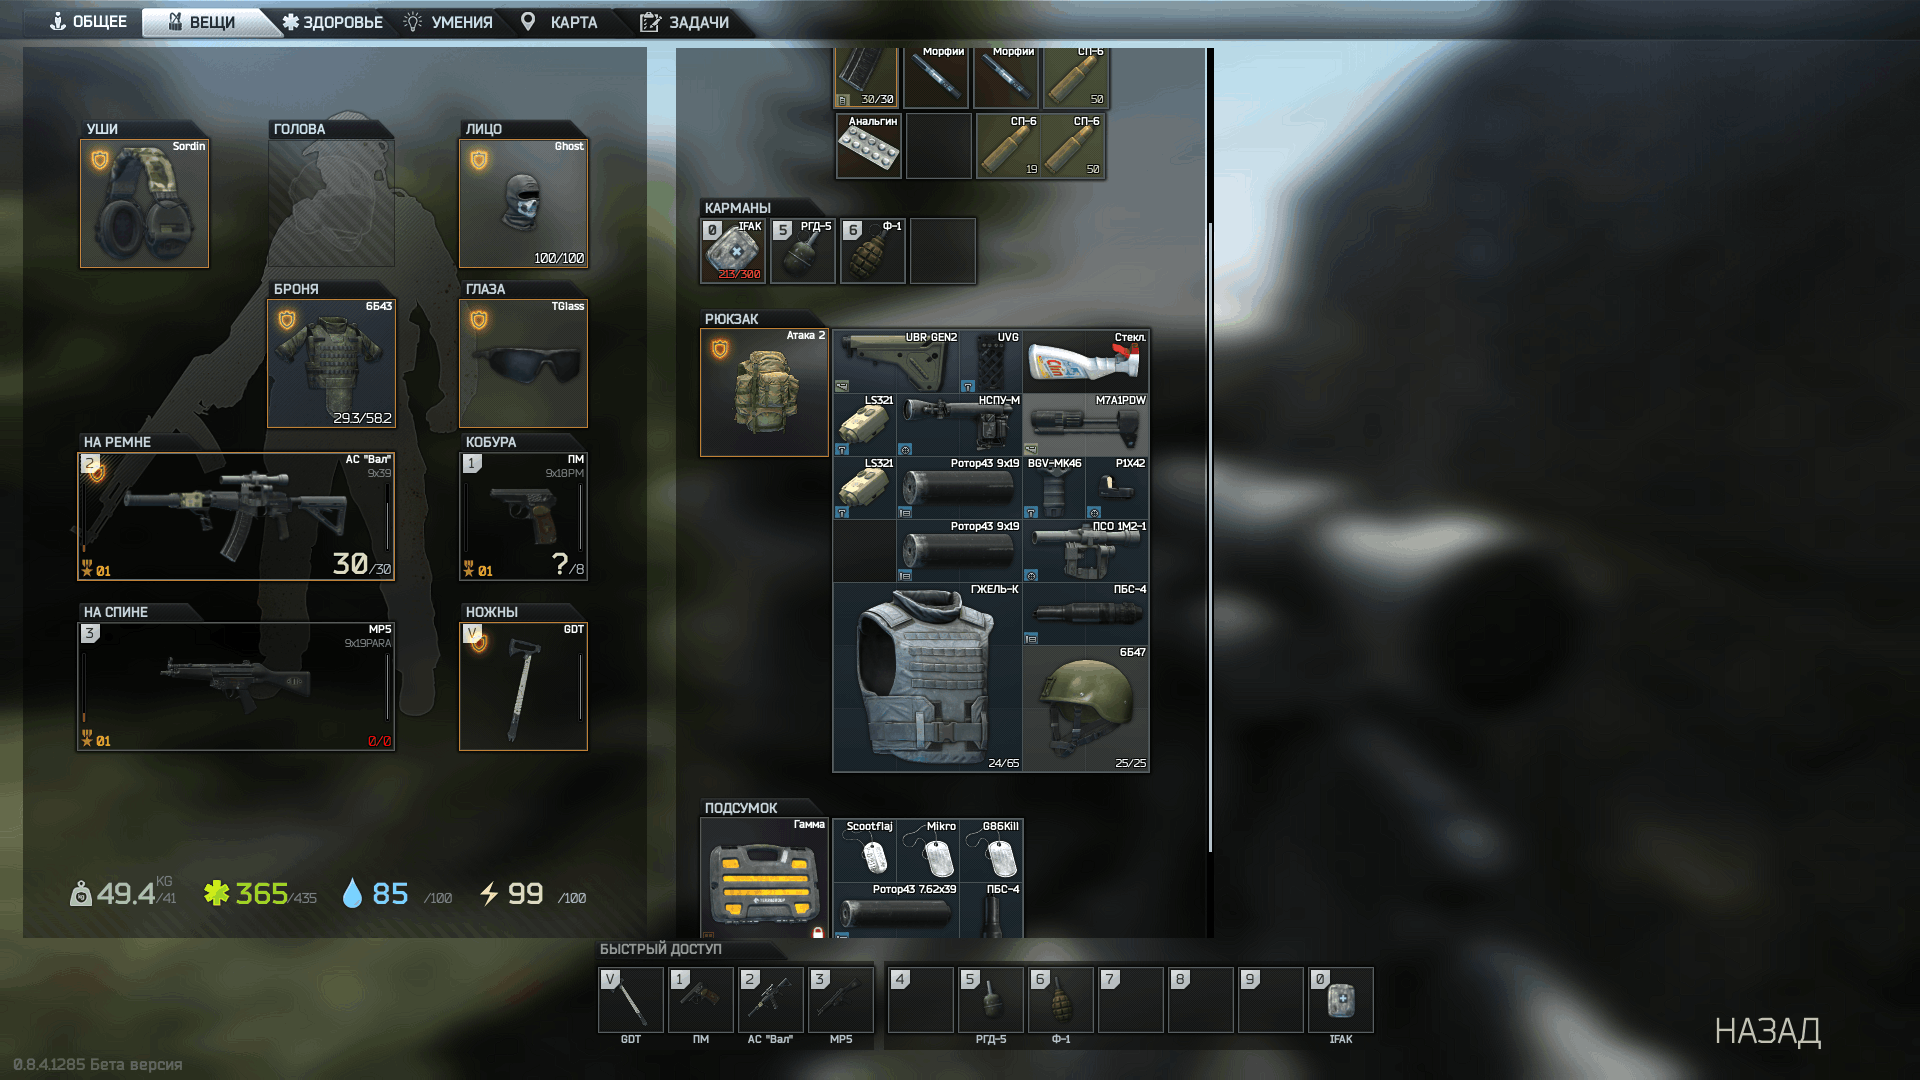 ОБЩЕЕ ВЕЩИ ЗДОРОВЬЕ УМЕНИЯ КАРТА ЗАДАЧИ
УШИ
Sordin
ГОЛОВА
ЛИЦО
Ghost
100/100
БРОНЯ
6Б43
29.3/58.2
ГЛАЗА
TGlass
НА РЕМНЕ
2
АС "Вал"
9x39
01
30/30
КОБУРА
1
ПМ
9x18PM
01
?/8
НА СПИНЕ
3
MP5
9x19PARA
01
0/0
НОЖНЫ
V
GDT
49.4 KG /41
365/435
85 /100
99 /100
30/30
Морфий
Морфий
СП-6
50
Анальгин
СП-6
19
СП-6
50
КАРМАНЫ
0 IFAK
213/300
5 РГД-5
6 Ф-1
РЮКЗАК
Атака 2
UBR GEN2
UVG
Стекл.
LS321
НСПУ-М
M7A1PDW
LS321
Ротор43 9x19
BGV-MK46
P1X42
Ротор43 9x19
ПСО 1М2-1
ГЖЕЛЬ-К
24/65
ПБС-4
6Б47
25/25
ПОДСУМОК
Гамма
Scootflaj
Mikro
G86Kill
Ротор43 7.62x39
ПБС-4
БЫСТРЫЙ ДОСТУП
V 1 2 3 4 5 6 7 8 9 0
GDT ПМ АС "Вал" MP5 РГД-5 Ф-1 IFAK
НАЗАД
0.8.4.1285 Бета версия